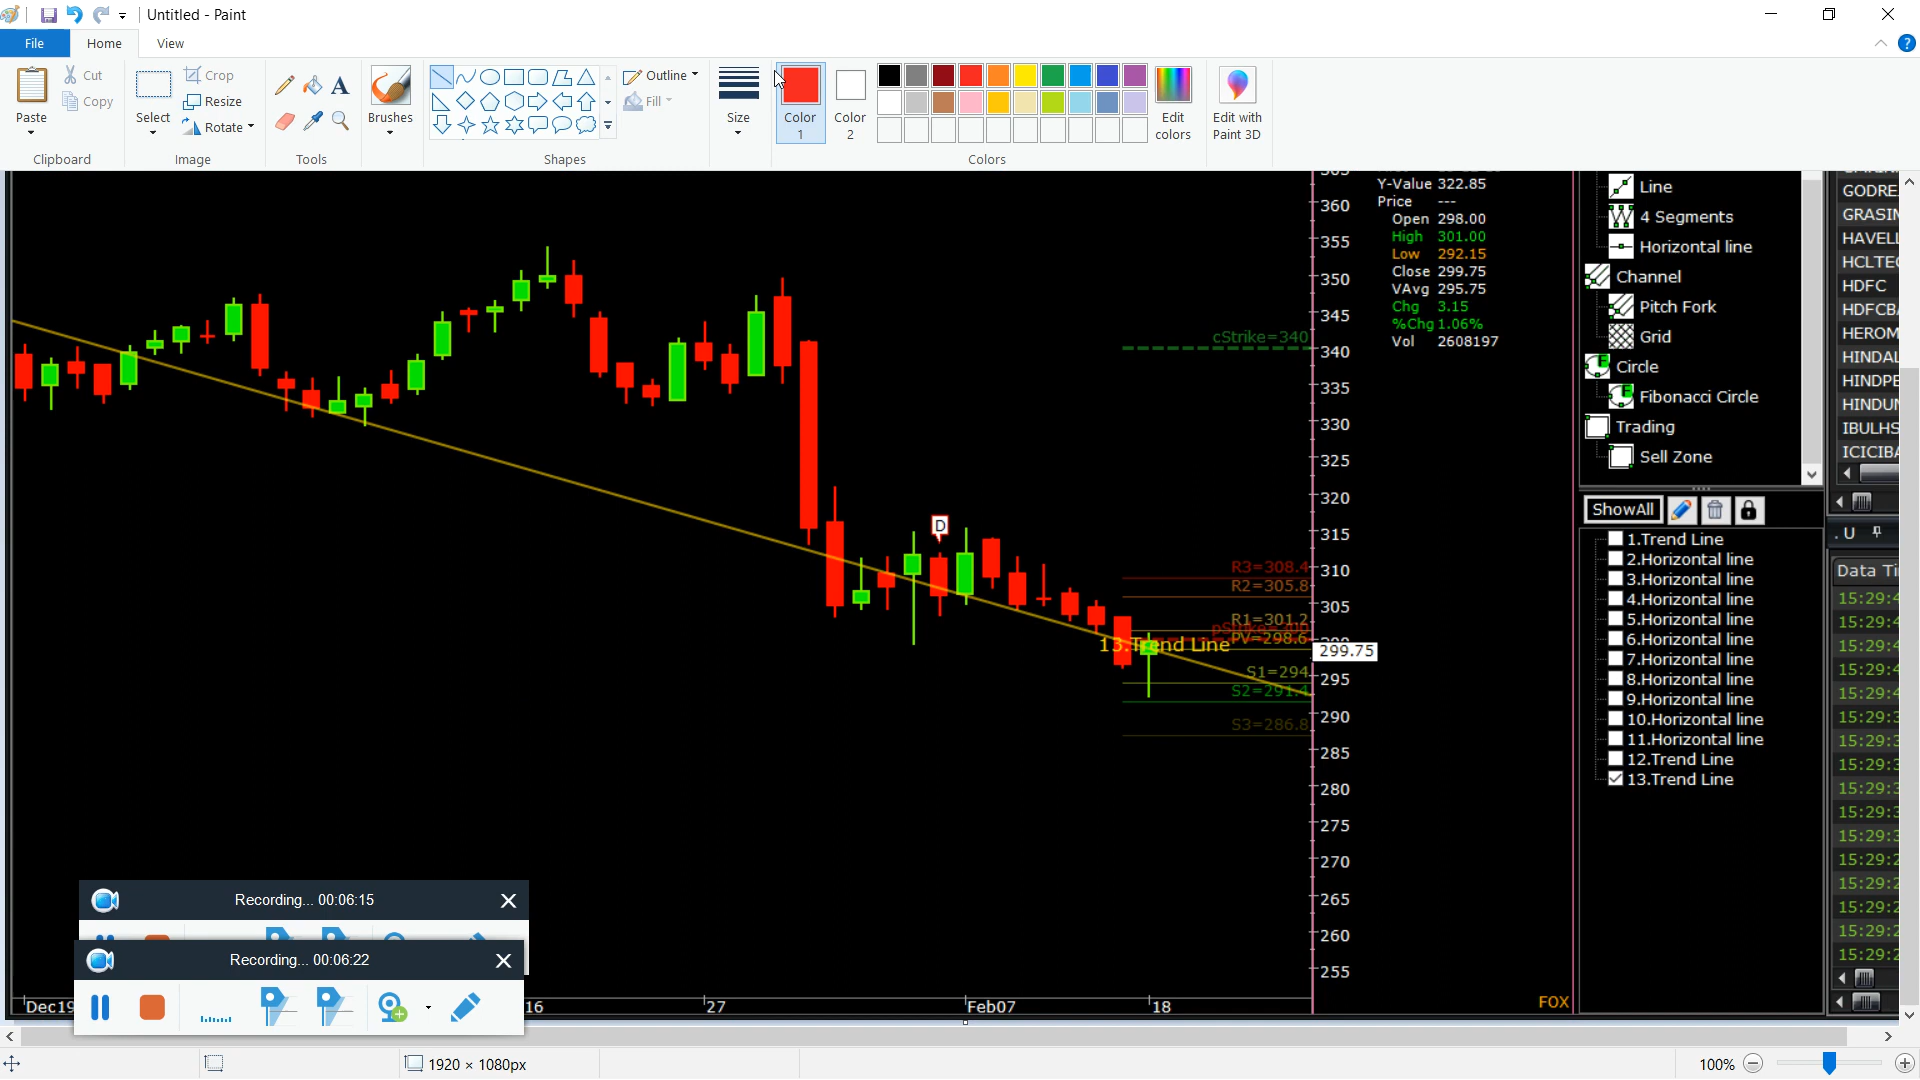 Untitled - Paint
File
Home
View
Cut
Copy
Paste
Crop
Resize
Rotate
Select
Brushes
Outline
Fill
Size
Color 1
Color 2
Edit colors
Edit with Paint 3D
Clipboard
Image
Tools
Shapes
Colors
Y-Value 322.85
Price ---
Open 298.00
High 301.00
Low 292.15
Close 299.75
VAvg 295.75
Chg 3.15
%Chg 1.06%
Vol 2608197
360
355
350
345
340
335
330
325
320
315
310
305
299.75
295
290
285
280
275
270
265
260
255
cStrike=340
D
R3=308.4
R2=305.8
R1=301.2
PV=298.6
13.Trend Line
S1=294
S2=291.4
S3=286.8
Dec19
16
27
Feb07
18
FOX
Line
4 Segments
Horizontal line
Channel
Pitch Fork
Grid
Circle
Fibonacci Circle
Trading
Sell Zone
ShowAll
1.Trend Line
2.Horizontal line
3.Horizontal line
4.Horizontal line
5.Horizontal line
6.Horizontal line
7.Horizontal line
8.Horizontal line
9.Horizontal line
10.Horizontal line
11.Horizontal line
12.Trend Line
13.Trend Line
GODRE
GRASIN
HAVELL
HCLTEC
HDFC
HDFCBA
HEROM
HINDAL
HINDPE
HINDUN
IBULHS
ICICIBA
. U
Data Ti
15:29:4
15:29:4
15:29:4
15:29:4
15:29:4
15:29:3
15:29:3
15:29:3
15:29:3
15:29:3
15:29:3
15:29:2
15:29:2
15:29:2
15:29:2
15:29:2
Recording... 00:06:15
Recording... 00:06:22
1920 × 1080px
100%